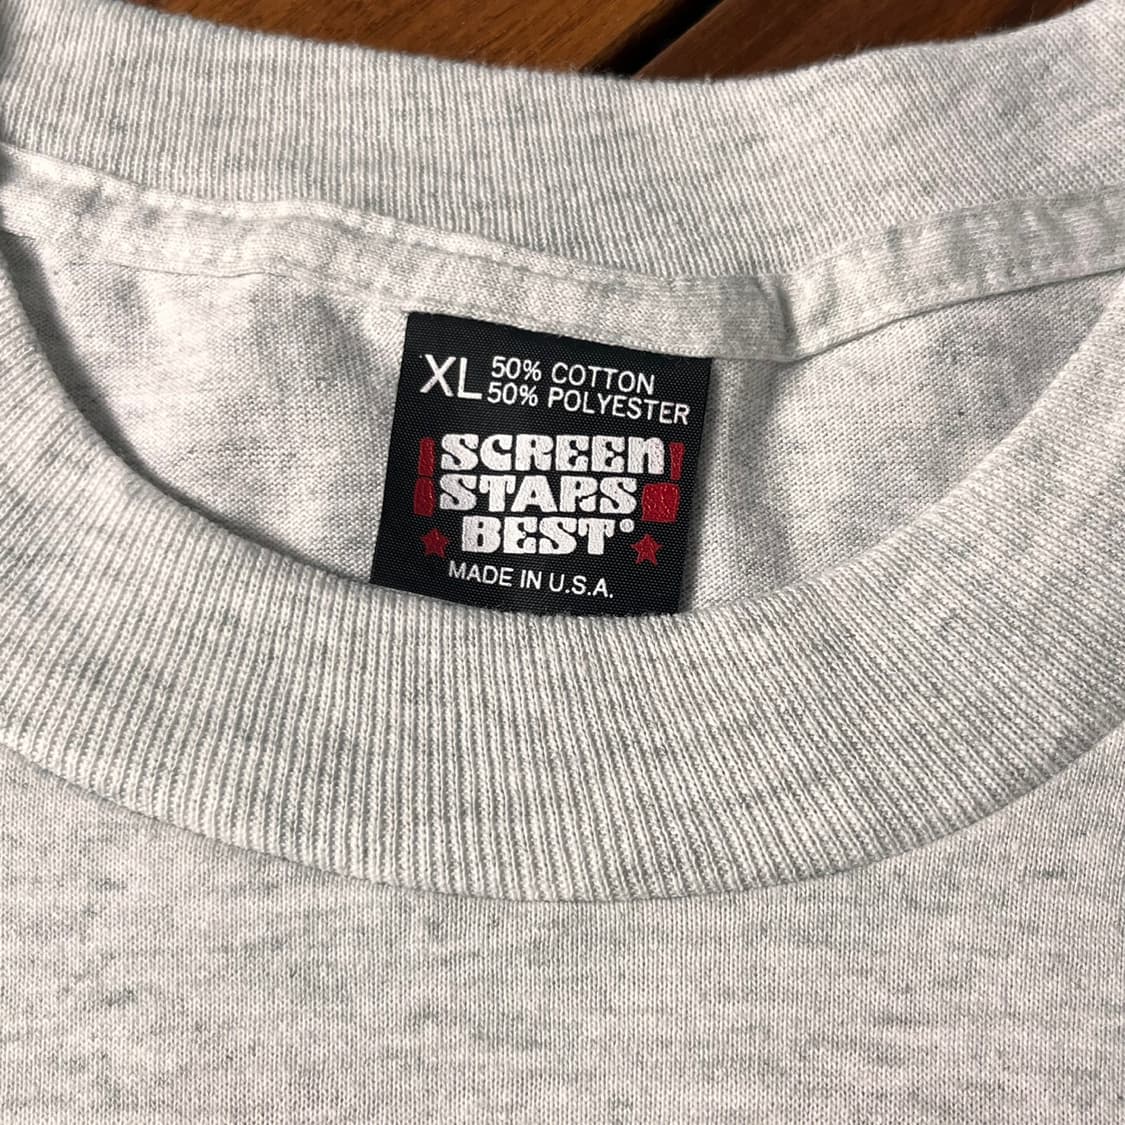 XL 50% COTTON
50% POLYESTER
SCREEN
STARS
BEST®
MADE IN U.S.A.